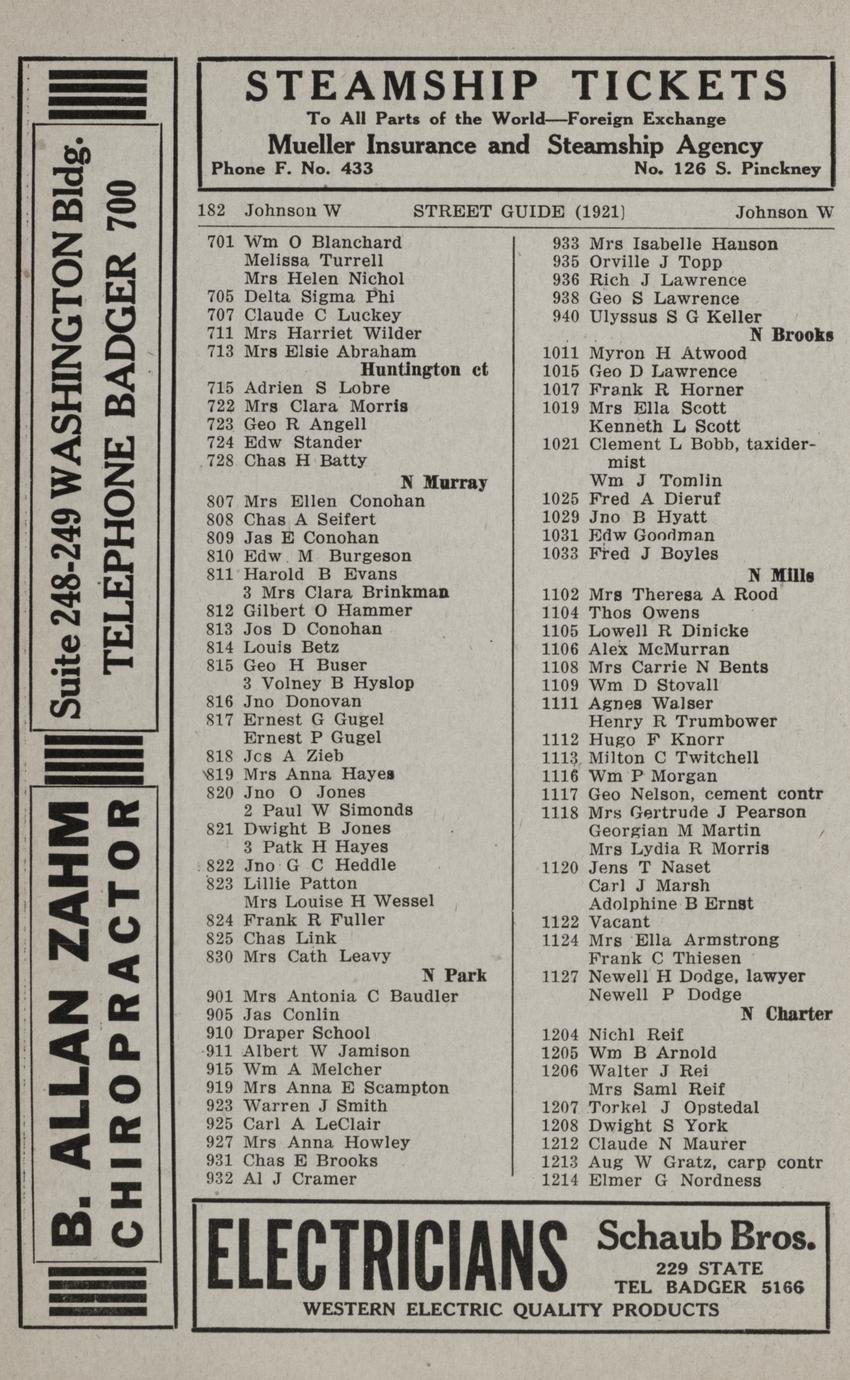 Suite 248-249 WASHINGTON Bldg.
TELEPHONE BADGER 700
B. ALLAN ZAHM
CHIROPRACTOR
STEAMSHIP TICKETS
To All Parts of the World—Foreign Exchange
Mueller Insurance and Steamship Agency
Phone F. No. 433 No. 126 S. Pinckney
182 Johnson W STREET GUIDE (1921) Johnson W
701 Wm O Blanchard
Melissa Turrell
Mrs Helen Nichol
705 Delta Sigma Phi
707 Claude C Luckey
711 Mrs Harriet Wilder
713 Mrs Elsie Abraham
Huntington ct
715 Adrien S Lobre
722 Mrs Clara Morris
723 Geo R Angell
724 Edw Stander
728 Chas H Batty
N Murray
807 Mrs Ellen Conohan
808 Chas A Seifert
809 Jas E Conohan
810 Edw M Burgeson
811 Harold B Evans
3 Mrs Clara Brinkman
812 Gilbert O Hammer
813 Jos D Conohan
814 Louis Betz
815 Geo H Buser
3 Volney B Hyslop
816 Jno Donovan
817 Ernest G Gugel
Ernest P Gugel
818 Jos A Zieb
819 Mrs Anna Hayes
820 Jno O Jones
2 Paul W Simonds
821 Dwight B Jones
3 Patk H Hayes
822 Jno G C Heddle
823 Lillie Patton
Mrs Louise H Wessel
824 Frank R Fuller
825 Chas Link
830 Mrs Cath Leavy
N Park
901 Mrs Antonia C Baudler
905 Jas Conlin
910 Draper School
911 Albert W Jamison
915 Wm A Melcher
919 Mrs Anna E Scampton
923 Warren J Smith
925 Carl A LeClair
927 Mrs Anna Howley
931 Chas E Brooks
932 Al J Cramer
933 Mrs Isabelle Hanson
935 Orville J Topp
936 Rich J Lawrence
938 Geo S Lawrence
940 Ulyssus S G Keller
N Brooks
1011 Myron H Atwood
1015 Geo D Lawrence
1017 Frank R Horner
1019 Mrs Ella Scott
Kenneth L Scott
1021 Clement L Bobb, taxider-
mist
Wm J Tomlin
1025 Fred A Dieruf
1029 Jno B Hyatt
1031 Edw Goodman
1033 Fred J Boyles
N Mills
1102 Mrs Theresa A Rood
1104 Thos Owens
1105 Lowell R Dinicke
1106 Alex McMurran
1108 Mrs Carrie N Bents
1109 Wm D Stovall
1111 Agnes Walser
Henry R Trumbower
1112 Hugo F Knorr
1113 Milton C Twitchell
1116 Wm P Morgan
1117 Geo Nelson, cement contr
1118 Mrs Gertrude J Pearson
Georgian M Martin
Mrs Lydia R Morris
1120 Jens T Naset
Carl J Marsh
Adolphine B Ernst
1122 Vacant
1124 Mrs Ella Armstrong
Frank C Thiesen
1127 Newell H Dodge, lawyer
Newell P Dodge
N Charter
1204 Nichl Reif
1205 Wm B Arnold
1206 Walter J Rei
Mrs Saml Reif
1207 Torkel J Opstedal
1208 Dwight S York
1212 Claude N Maurer
1213 Aug W Gratz, carp contr
1214 Elmer G Nordness
ELECTRICIANS
Schaub Bros.
229 STATE
TEL BADGER 5166
WESTERN ELECTRIC QUALITY PRODUCTS